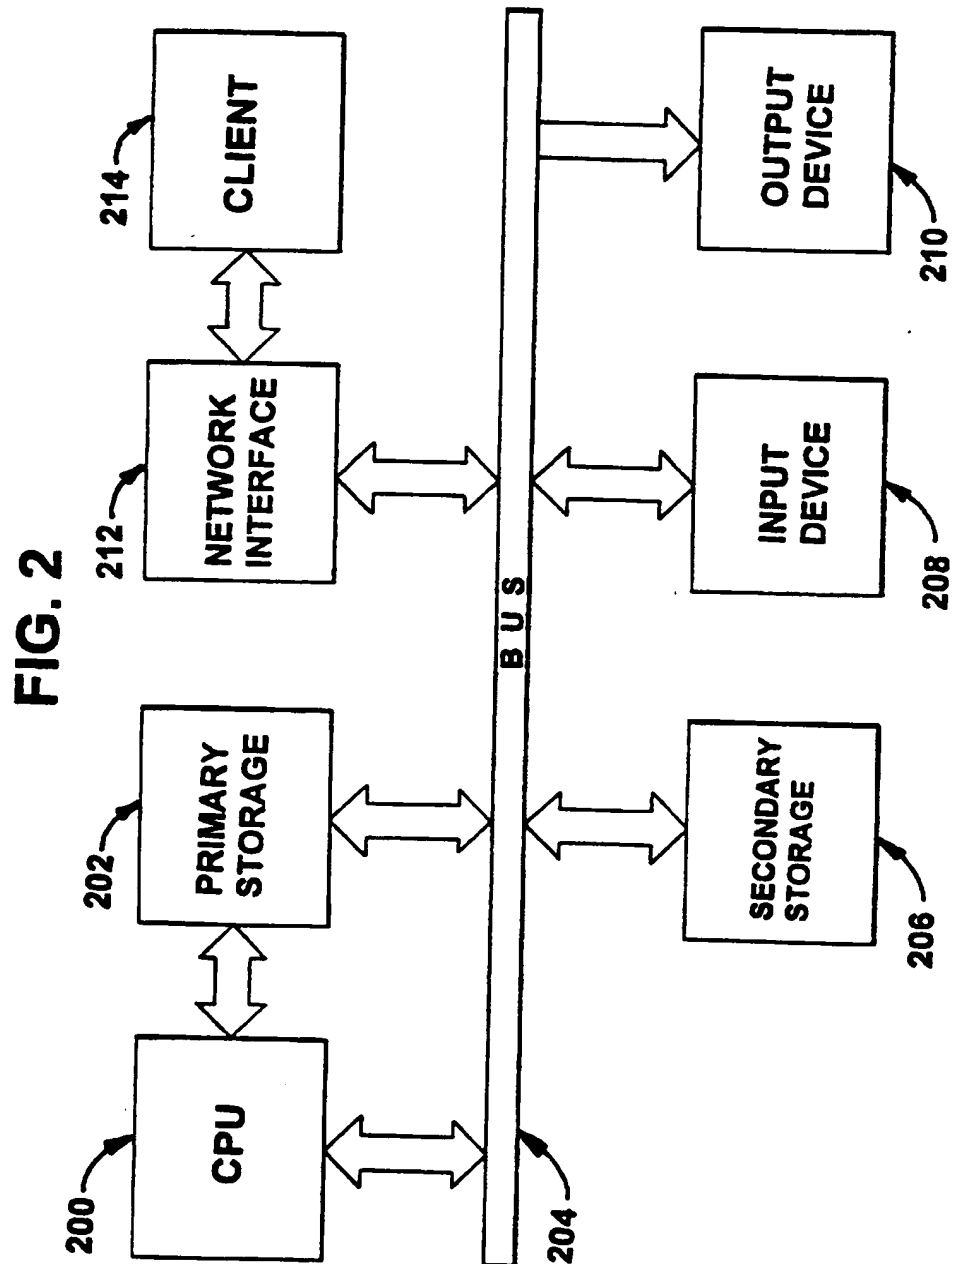 FIG. 2
200
CPU
202
PRIMARY
STORAGE
212
NETWORK
INTERFACE
214
CLIENT
BUS
204
SECONDARY
STORAGE
206
INPUT
DEVICE
208
OUTPUT
DEVICE
210